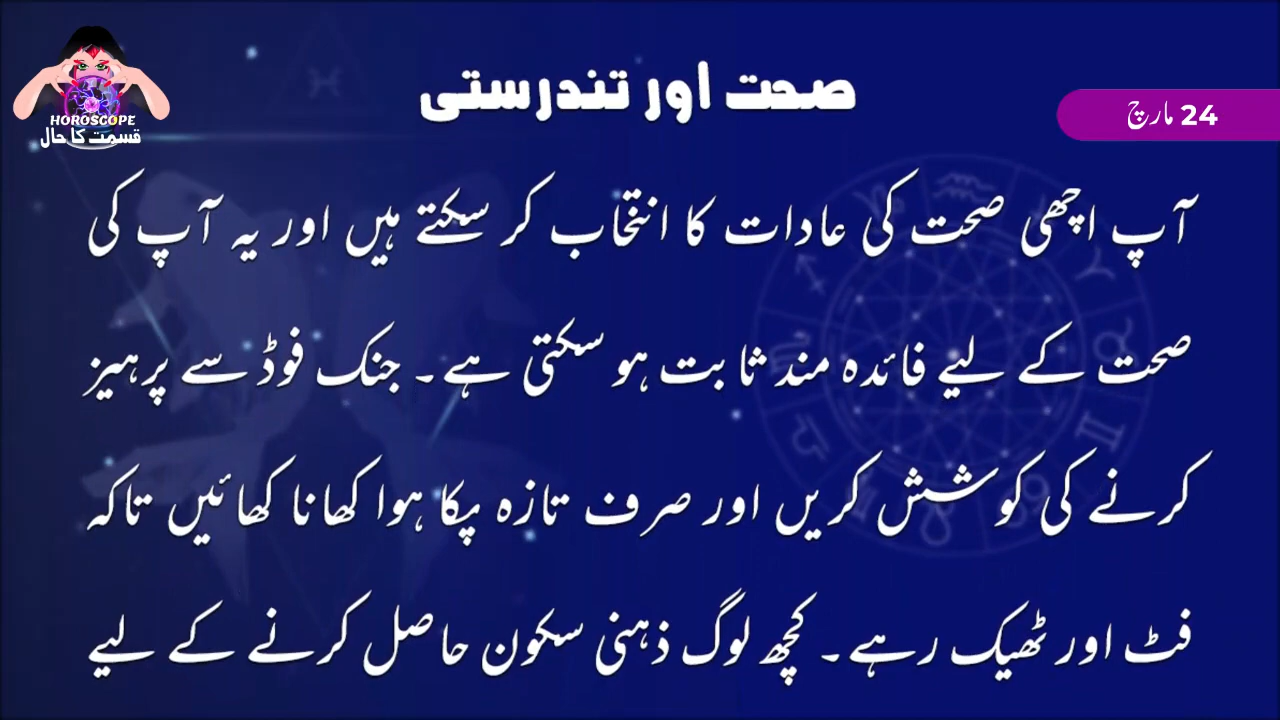 HOROSCOPE
قسمت کا حال
صحت اور تندرستی
24 مارچ
آپ اچھی صحت کی عادات کا انتخاب کر سکتے ہیں اور یہ آپ کی
صحت کے لیے فائدہ مند ثابت ہو سکتی ہے۔ جنک فوڈ سے پرہیز
کرنے کی کوشش کریں اور صرف تازہ پکا ہوا کھانا کھائیں تاکہ
فٹ اور ٹھیک رہے۔ کچھ لوگ ذہنی سکون حاصل کرنے کے لیے